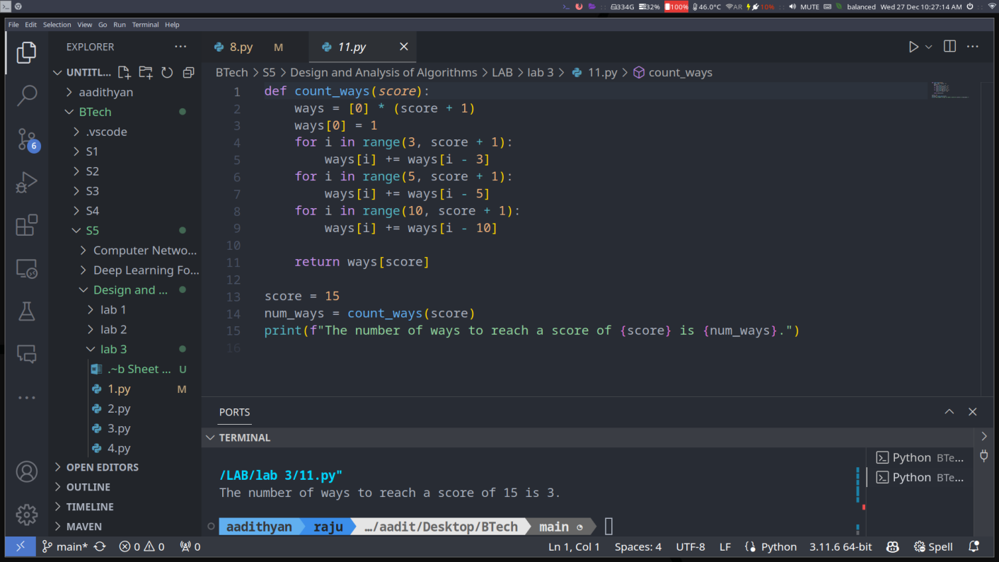 334G 32% 100% 46.0°C AR 10% :: MUTE balanced Wed 27 Dec 10:27:14 AM
File Edit Selection View Go Run Terminal Help
EXPLORER
UNTITL...
aadithyan
BTech
.vscode
S1
S2
S3
S4
S5
Computer Netwo...
Deep Learning Fo...
Design and ...
lab 1
lab 2
lab 3
.~b Sheet ... U
1.py M
2.py
3.py
4.py
OPEN EDITORS
OUTLINE
TIMELINE
MAVEN
6
8.py M 11.py
BTech > S5 > Design and Analysis of Algorithms > LAB > lab 3 > 11.py > count_ways
1 def count_ways(score):
2 ways = [0] * (score + 1)
3 ways[0] = 1
4 for i in range(3, score + 1):
5 ways[i] += ways[i - 3]
6 for i in range(5, score + 1):
7 ways[i] += ways[i - 5]
8 for i in range(10, score + 1):
9 ways[i] += ways[i - 10]
10
11 return ways[score]
12
13 score = 15
14 num_ways = count_ways(score)
15 print(f"The number of ways to reach a score of {score} is {num_ways}.")
16
PORTS
TERMINAL
/LAB/lab 3/11.py"
The number of ways to reach a score of 15 is 3.
aadithyan raju …/aadit/Desktop/BTech main
Python BTe...
Python BTe...
main* 0 0 0 Ln 1, Col 1 Spaces: 4 UTF-8 LF Python 3.11.6 64-bit Spell